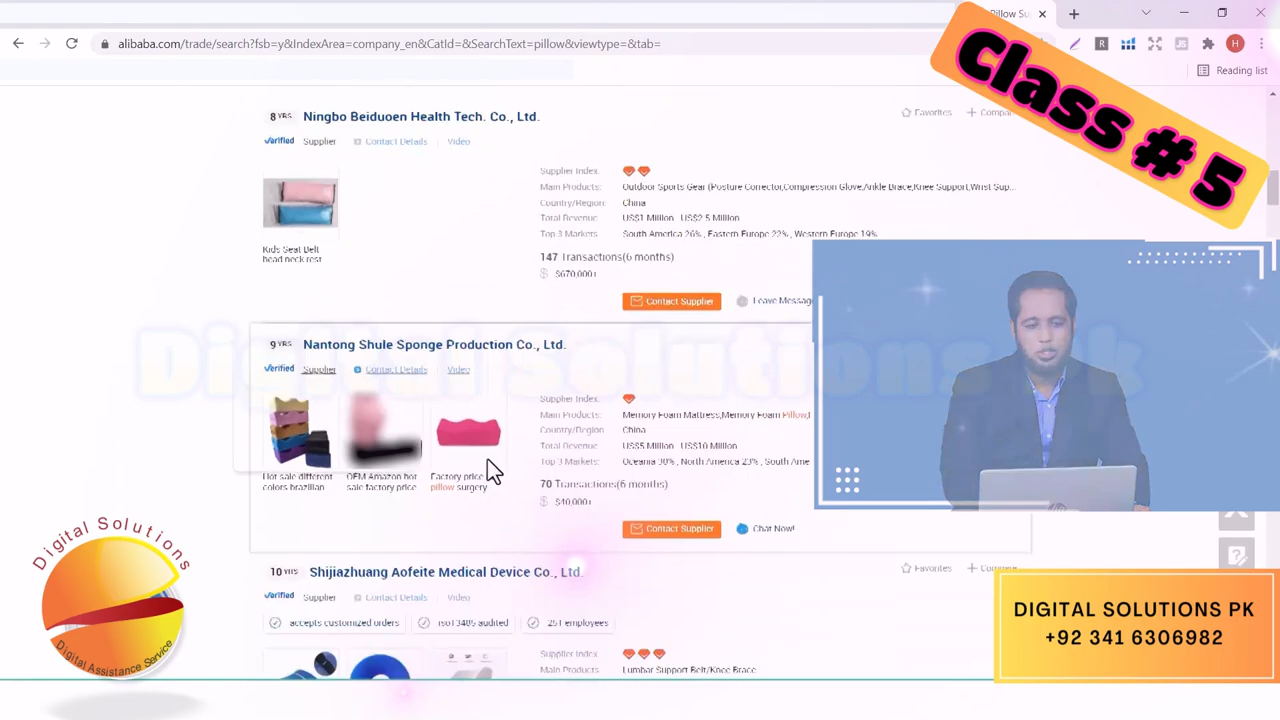 Pillow Su
alibaba.com/trade/search?fsb=y&IndexArea=company_en&CatId=&SearchText=pillow&viewtype=&tab=
Reading list
Class # 5
8 YRS Ningbo Beiduoen Health Tech. Co., Ltd.
Favorites
Verified Supplier Contact Details Video
Supplier Index:
Main Products: Outdoor Sports Gear (Posture Corrector,Compression Glove,Ankle Brace,Knee Support,Wrist Sup...
Country/Region: China
Total Revenue: US$1 Million - US$2.5 Million
Top 3 Markets: South America 26% , Eastern Europe 22% , Western Europe 19%
Kids Seat Belt
head neck rest
147 Transactions(6 months)
$670,000+
Contact Supplier
Leave Messag
Digital Solutions Pk
9 YRS Nantong Shule Sponge Production Co., Ltd.
Verified Supplier Contact Details Video
Supplier Index:
Main Products: Memory Foam Mattress,Memory Foam Pillow,
Country/Region: China
Total Revenue: US$5 Million - US$10 Million
Top 3 Markets: Oceania 30% , North America 23% , South Ame
Hot sale different
colors brazilian
OEM Amazon hot
sale factory price
Factory price
pillow surgery
70 Transactions(6 months)
$40,000+
Contact Supplier
Chat Now!
10 YRS Shijiazhuang Aofeite Medical Device Co., Ltd.
Favorites
Verified Supplier Contact Details Video
accepts customized orders
iso13485 audited
251 employees
Supplier Index:
Main Products: Lumbar Support Belt/Knee Brace
Digital Solutions
Digital Assistance Service
DIGITAL SOLUTIONS PK
+92 341 6306982